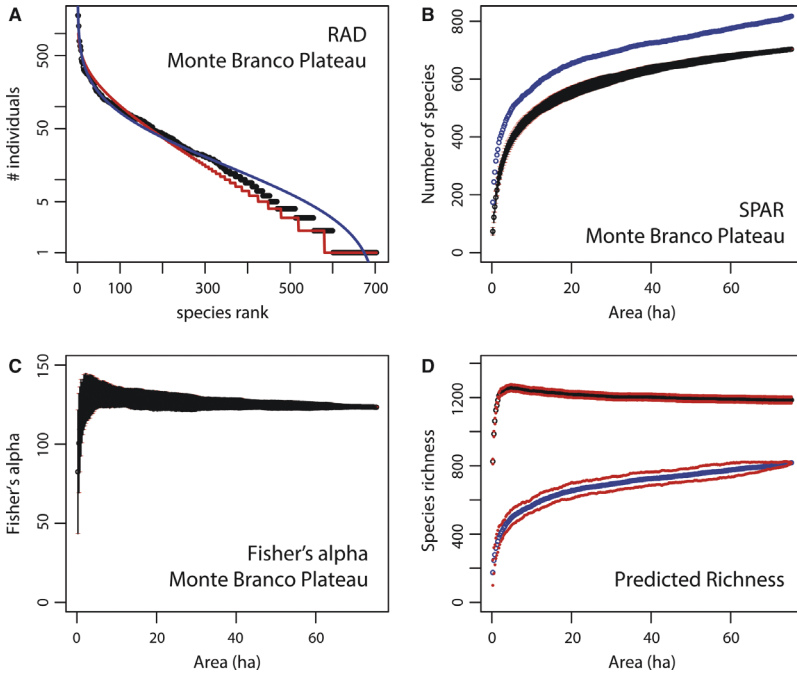 A
RAD
Monte Branco Plateau
# individuals
500
50
5
1
0
100
300
500
700
species rank
B
Number of species
800
600
400
200
0
SPAR
Monte Branco Plateau
0
20
40
60
Area (ha)
C
Fisher's alpha
150
100
50
0
Fisher's alpha
Monte Branco Plateau
0
20
40
60
Area (ha)
D
Species richness
1200
800
400
0
Predicted Richness
0
20
40
60
Area (ha)